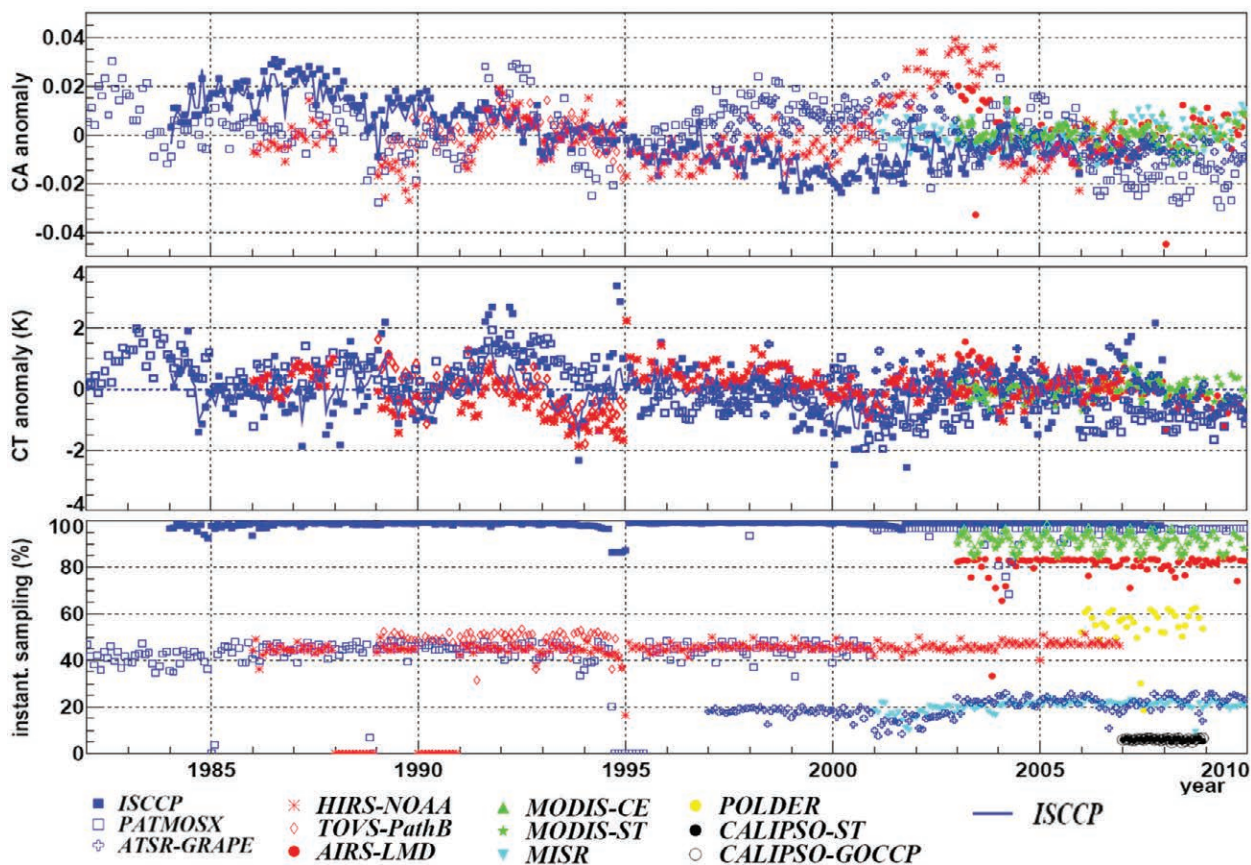 0.04
0.02
0
-0.02
-0.04
CA anomaly
4
2
0
-2
-4
CT anomaly (K)
100
80
60
40
20
0
instant. sampling (%)
1985 1990 1995 2000 2005 2010
year
ISCCP HIRS-NOAA MODIS-CE POLDER ISCCP
PATMOSX TOVS-PathB MODIS-ST CALIPSO-ST
ATSR-GRAPE AIRS-LMD MISR CALIPSO-GOCCP